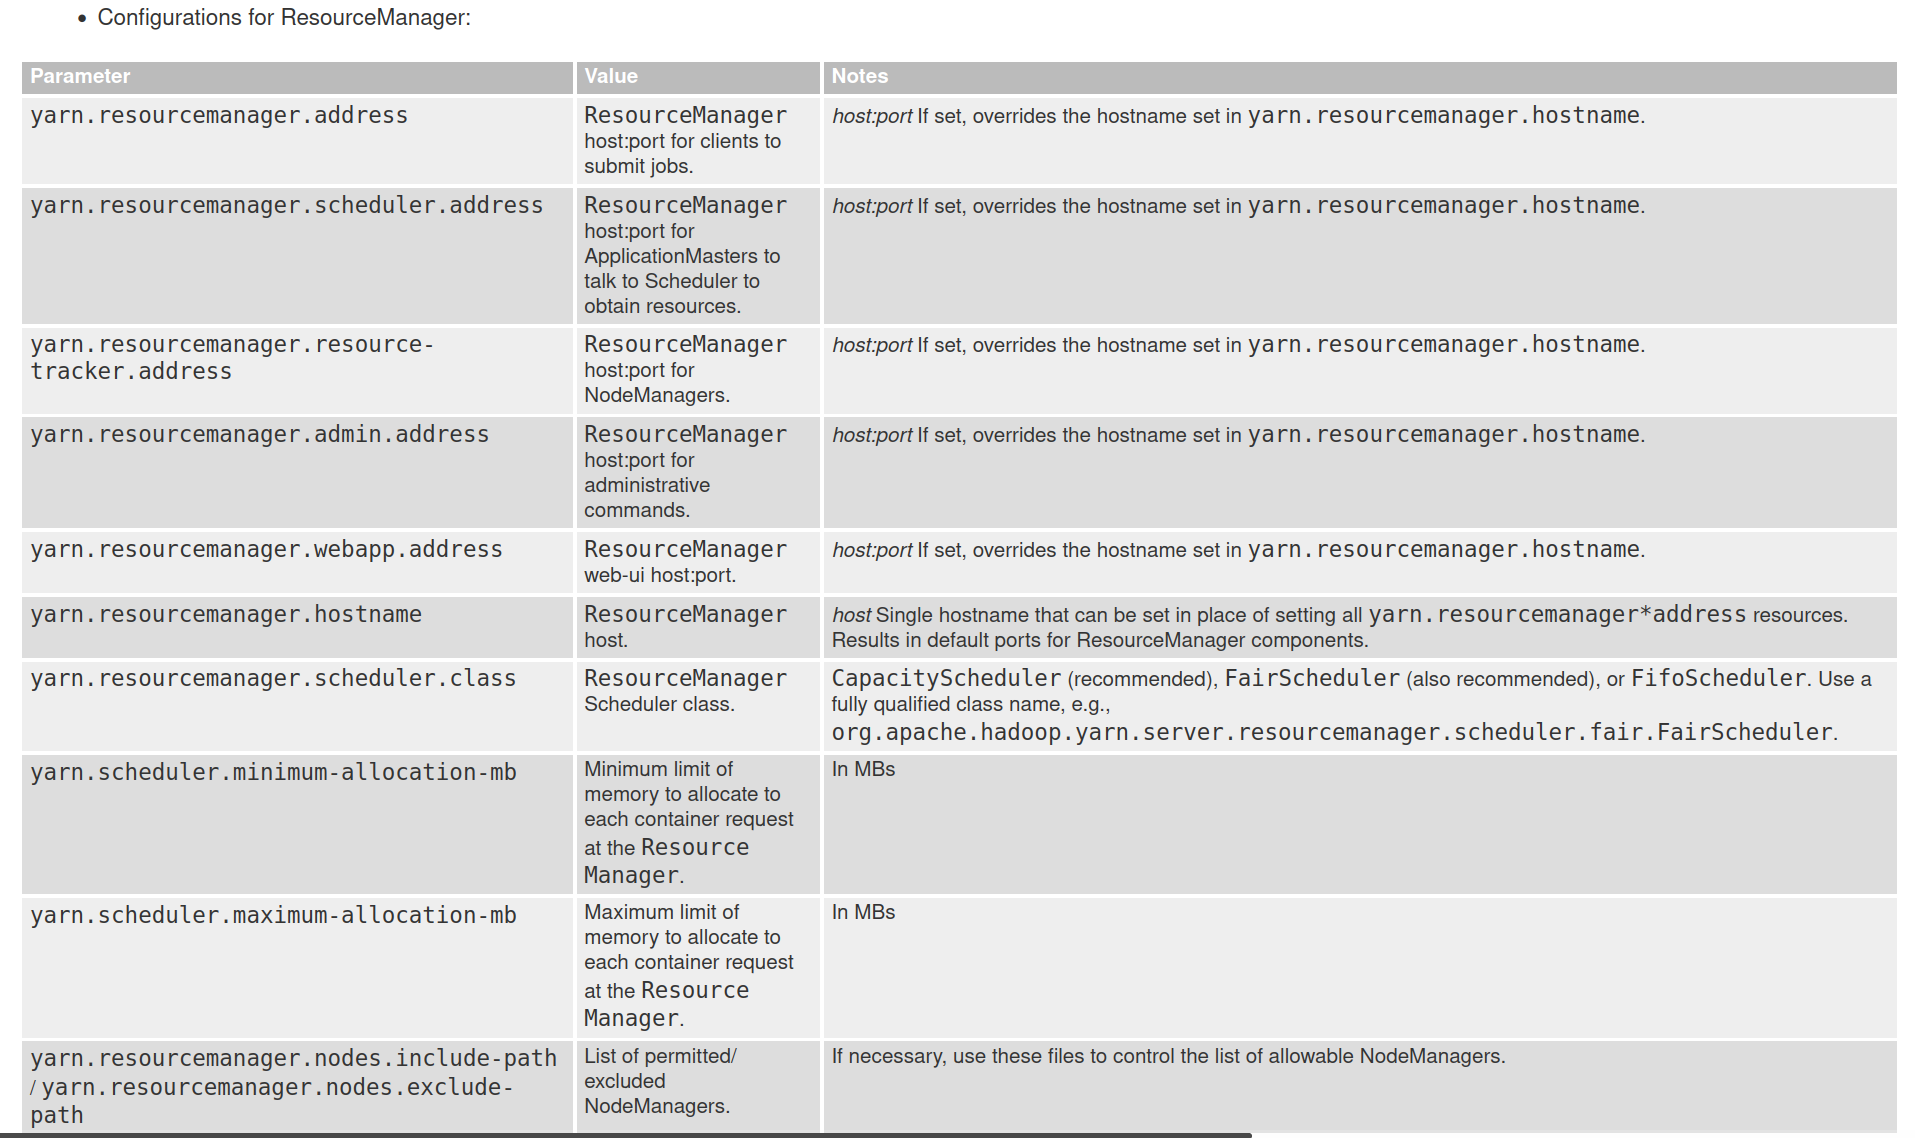 • Configurations for ResourceManager:
Parameter Value Notes
yarn.resourcemanager.address
ResourceManager
host:port for clients to
submit jobs.
host:port If set, overrides the hostname set in yarn.resourcemanager.hostname.
yarn.resourcemanager.scheduler.address
ResourceManager
host:port for
ApplicationMasters to
talk to Scheduler to
obtain resources.
host:port If set, overrides the hostname set in yarn.resourcemanager.hostname.
yarn.resourcemanager.resource-
tracker.address
ResourceManager
host:port for
NodeManagers.
host:port If set, overrides the hostname set in yarn.resourcemanager.hostname.
yarn.resourcemanager.admin.address
ResourceManager
host:port for
administrative
commands.
host:port If set, overrides the hostname set in yarn.resourcemanager.hostname.
yarn.resourcemanager.webapp.address
ResourceManager
web-ui host:port.
host:port If set, overrides the hostname set in yarn.resourcemanager.hostname.
yarn.resourcemanager.hostname
ResourceManager
host.
host Single hostname that can be set in place of setting all yarn.resourcemanager*address resources.
Results in default ports for ResourceManager components.
yarn.resourcemanager.scheduler.class
ResourceManager
Scheduler class.
CapacityScheduler (recommended), FairScheduler (also recommended), or FifoScheduler. Use a
fully qualified class name, e.g.,
org.apache.hadoop.yarn.server.resourcemanager.scheduler.fair.FairScheduler.
yarn.scheduler.minimum-allocation-mb
Minimum limit of
memory to allocate to
each container request
at the Resource
Manager.
In MBs
yarn.scheduler.maximum-allocation-mb
Maximum limit of
memory to allocate to
each container request
at the Resource
Manager.
In MBs
yarn.resourcemanager.nodes.include-path
/ yarn.resourcemanager.nodes.exclude-
path
List of permitted/
excluded
NodeManagers.
If necessary, use these files to control the list of allowable NodeManagers.